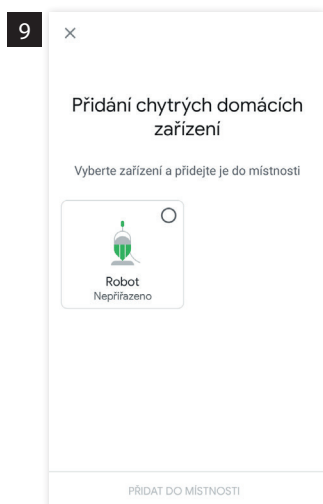 9
Přidání chytrých domácích
zařízení
Vyberte zařízení a přidejte je do místnosti
Robot
Nepřiřazeno
PŘIDAT DO MÍSTNOSTI